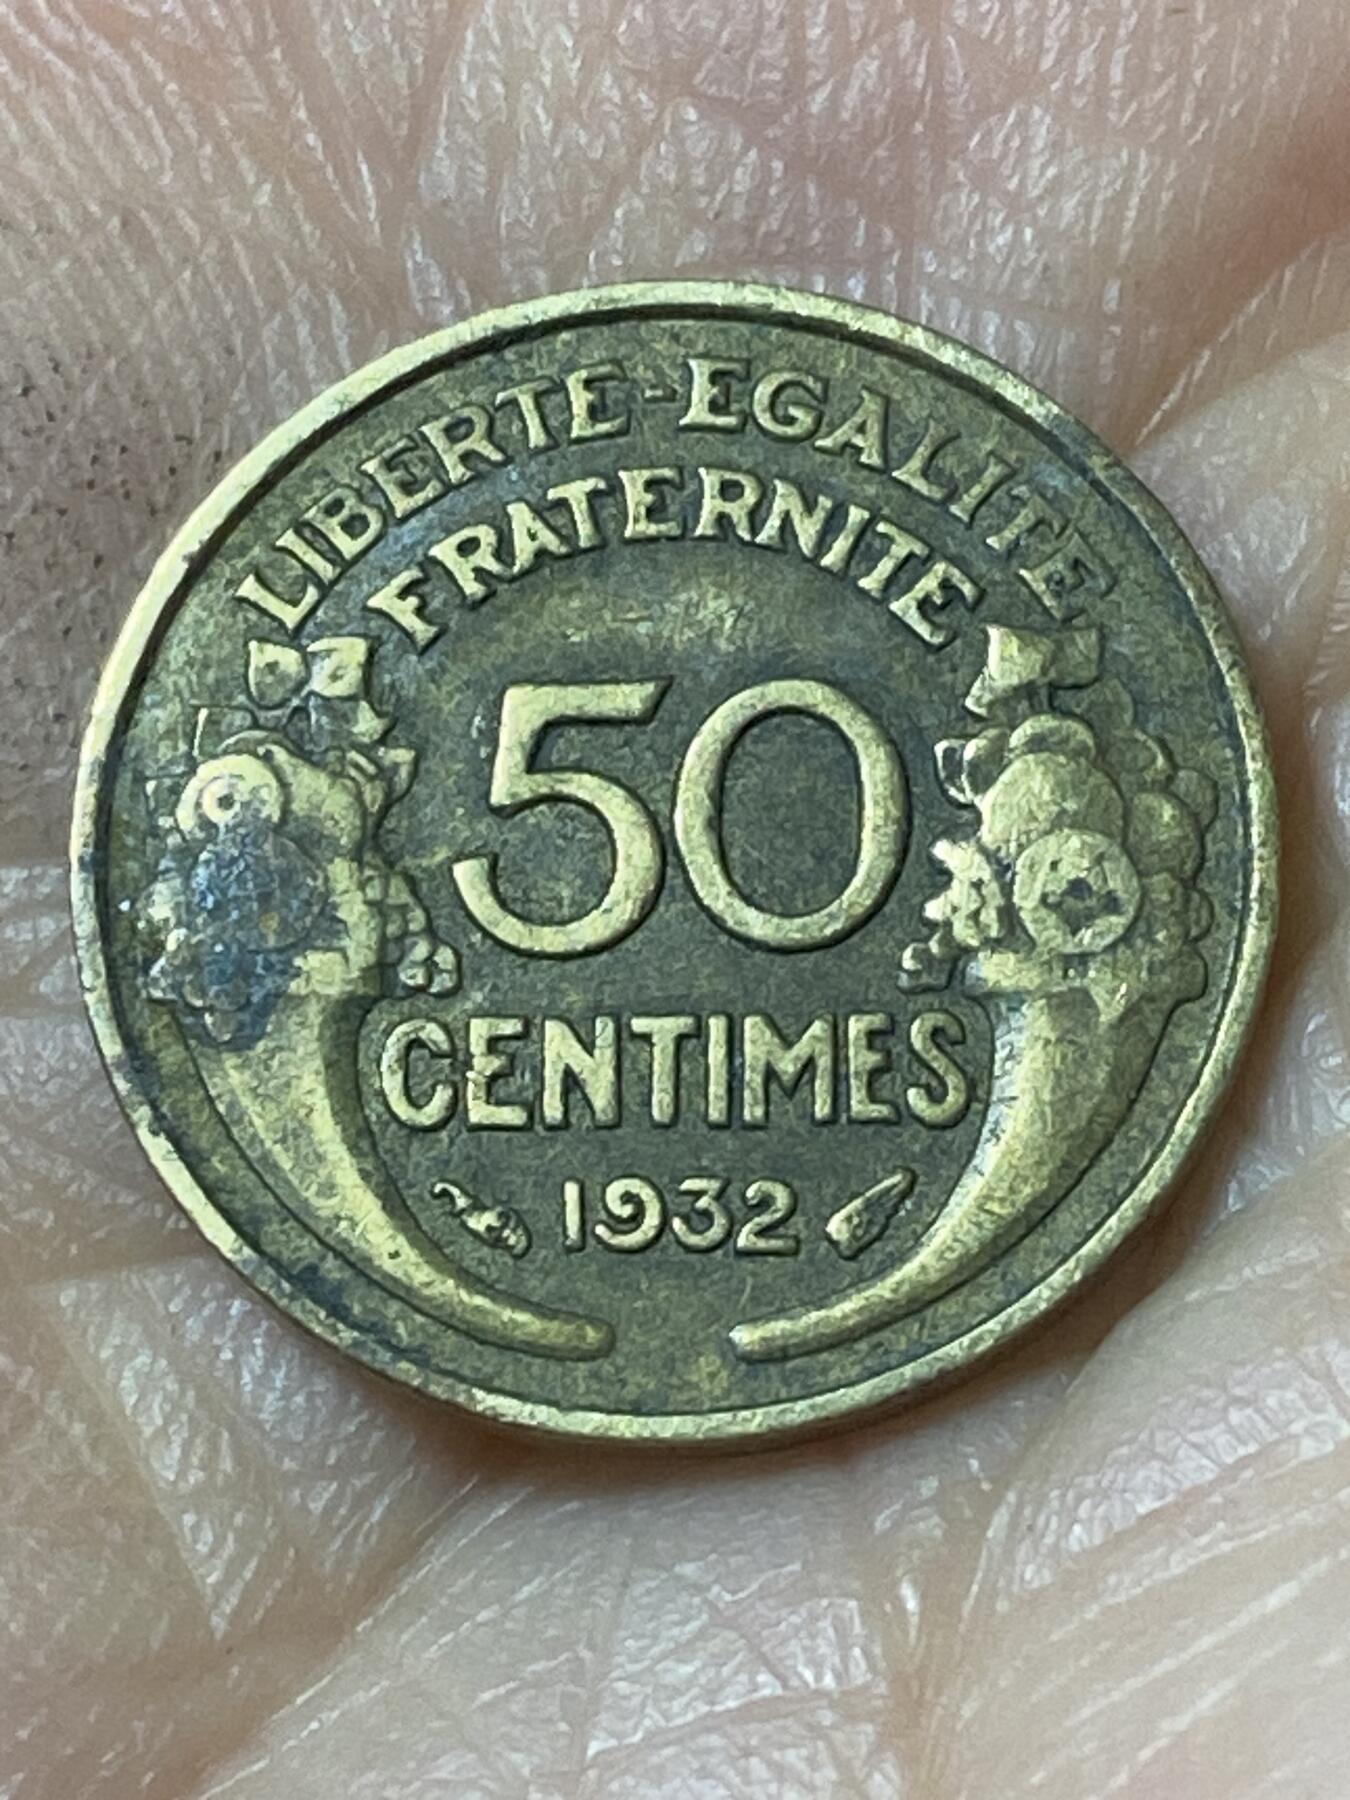 LIBERTE-EGALITE
FRATERNITE
50
CENTIMES
1932